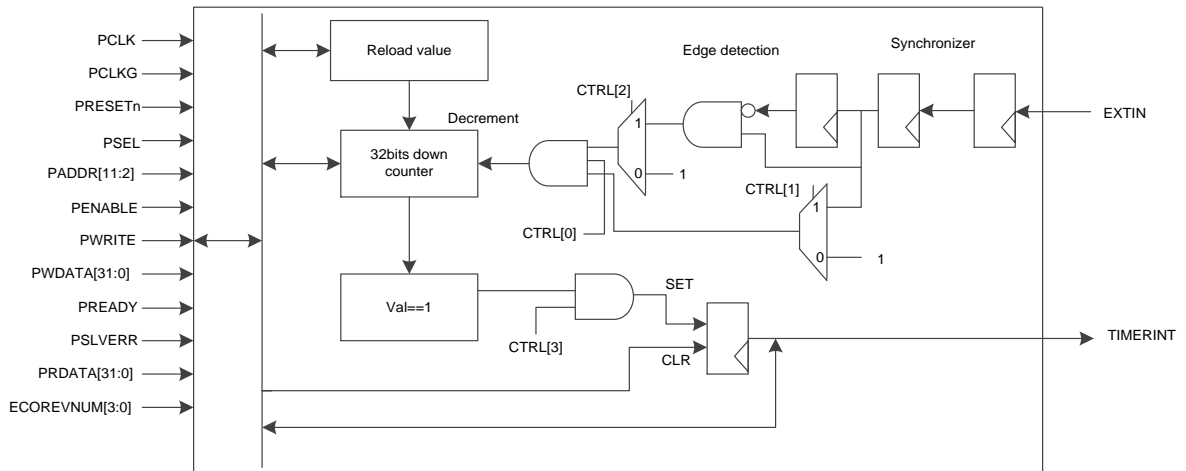 PCLK
PCLKG
PRESETn
PSEL
PADDR[11:2]
PENABLE
PWRITE
PWDATA[31:0]
PREADY
PSLVERR
PRDATA[31:0]
ECOREVNUM[3:0]
Reload value
Edge detection
Synchronizer
CTRL[2]
EXTIN
Decrement
1
32bits down
counter
0
1
CTRL[1]
1
CTRL[0]
0
1
Val==1
SET
CTRL[3]
CLR
TIMERINT